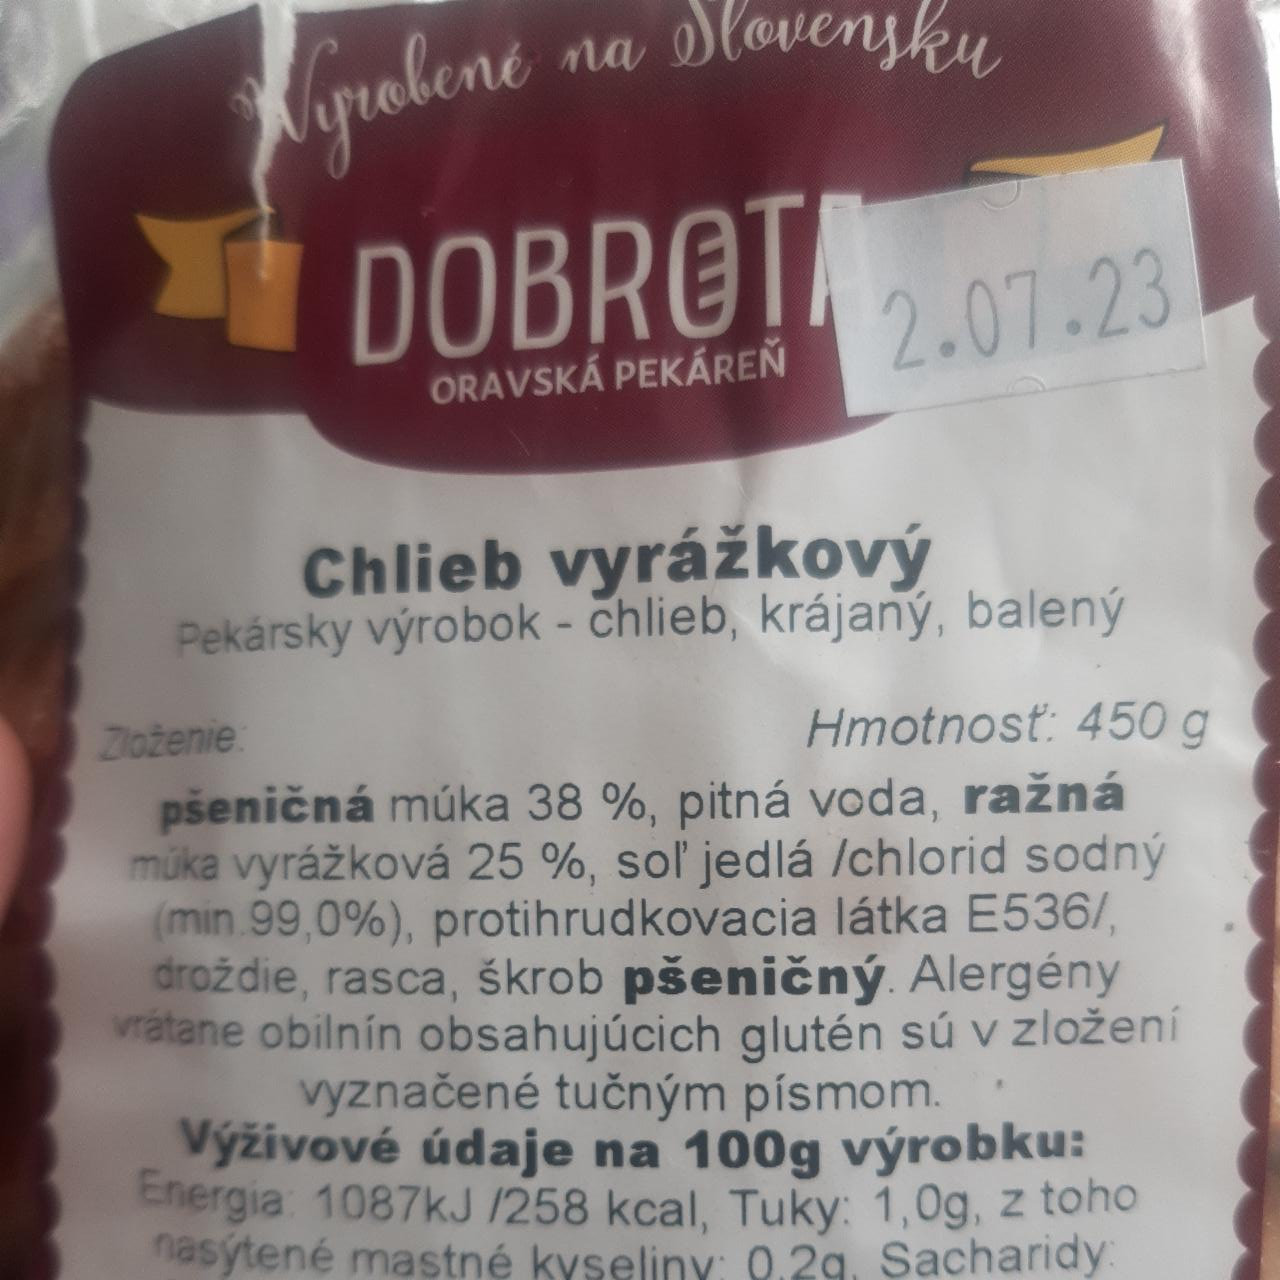 Vyrobené na Slovensku
DOBROTA
2.07.23
ORAVSKÁ PEKÁREŇ
Chlieb vyrážkový
Pekársky výrobok - chlieb, krájaný, balený
Zloženie:
Hmotnosť: 450 g
pšeničná múka 38 %, pitná voda, ražná
múka vyrážková 25 %, soľ jedlá /chlorid sodný
(min.99,0%), protihrudkovacia látka E536/,
droždie, rasca, škrob pšeničný. Alergény
vrátane obilnín obsahujúcich glutén sú v zložení
vyznačené tučným písmom.
Výživové údaje na 100g výrobku:
Energia: 1087kJ /258 kcal, Tuky: 1,0g, z toho
nasýtené mastné kyseliny: 0,2g, Sacharidy: